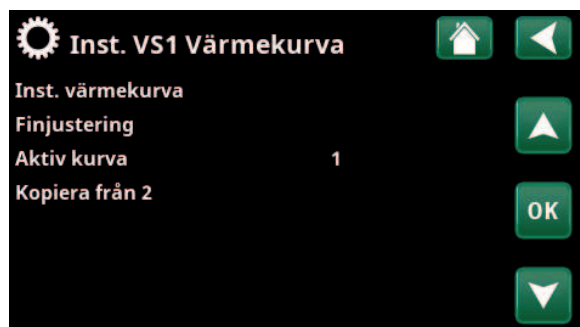 Inst. VS1 Värmekurva
Inst. värmekurva
Finjustering
Aktiv kurva 1
Kopiera från 2
OK